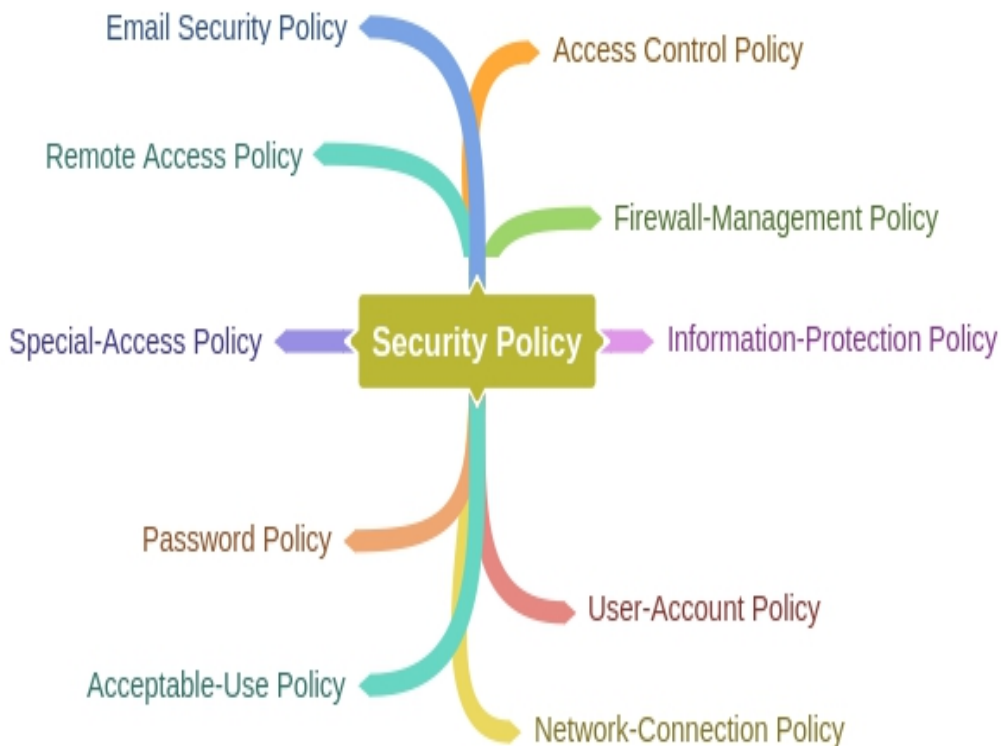 Email Security Policy
Access Control Policy
Remote Access Policy
Firewall-Management Policy
Special-Access Policy
Security Policy
Information-Protection Policy
Password Policy
User-Account Policy
Acceptable-Use Policy
Network-Connection Policy